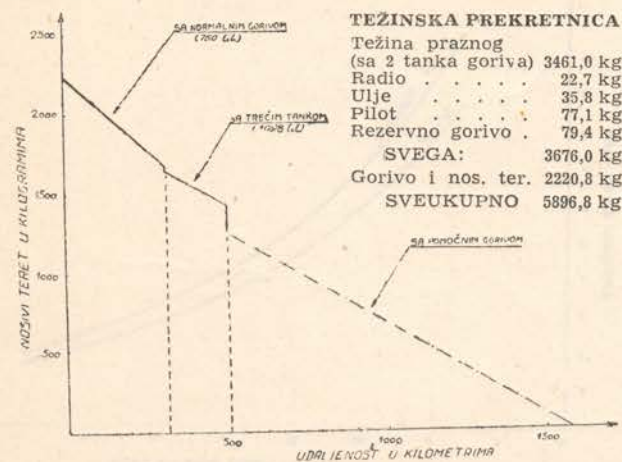 TEŽINSKA PREKRETNICA
Težina praznog
(sa 2 tanka goriva) 3461,0 kg
Radio . . . . . 22,7 kg
Ulje . . . . . 35,8 kg
Pilot . . . . . 77,1 kg
Rezervno gorivo . 79,4 kg
SVEGA: 3676,0 kg
Gorivo i nos. ter. 2220,8 kg
SVEUKUPNO 5896,8 kg
NOSIVI TERET U KILOGRAMIMA
2500
2000
1500
1000
500
SA NORMALNIM GORIVOM
SA TREĆIM TANKOM
SA POMOĆNIM GORIVOM
500
1000
1500
UDALJENOST U KILOMETRIMA